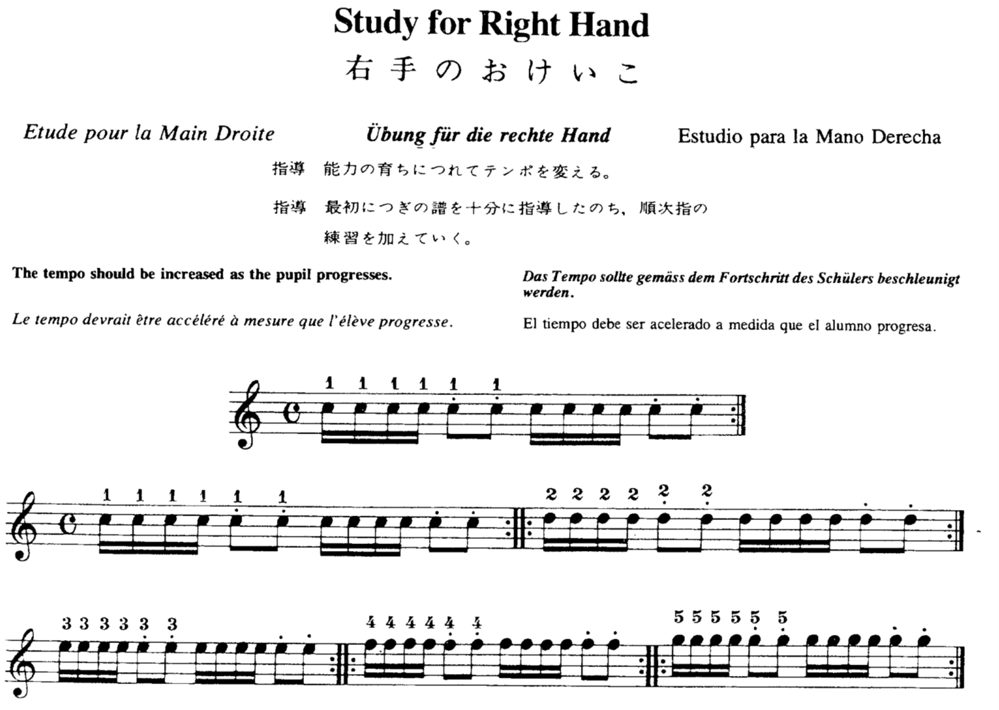 Study for Right Hand
右手のおけいこ
Etude pour la Main Droite
Übung für die rechte Hand
Estudio para la Mano Derecha
指導 能力の育ちにつれてテンポを変える。
指導 最初につぎの譜を十分に指導したのち，順次指の
練習を加えていく。
The tempo should be increased as the pupil progresses.
Das Tempo sollte gemäss dem Fortschritt des Schülers beschleunigt
werden.
Le tempo devrait être accéléré à mesure que l'élève progresse.
El tiempo debe ser acelerado a medida que el alumno progresa.
1 1 1 1 1 1
1 1 1 1 1 1 2 2 2 2 2 2
3 3 3 3 3 3 4 4 4 4 4 4 5 5 5 5 5 5